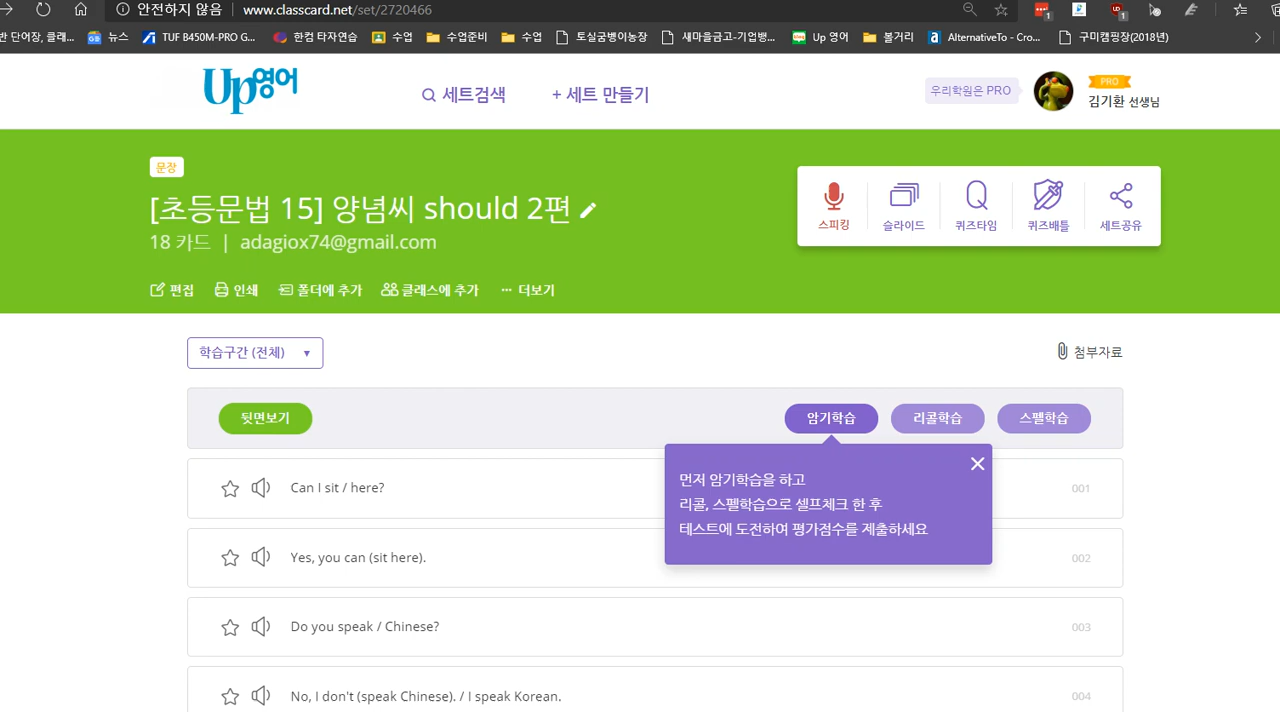 안전하지 않음 | www.classcard.net/set/2720466
반 단어장, 클래... 뉴스 TUF B450M-PRO G... 한컴 타자연습 수업 수업준비 수업 토실굼벵이농장 새마을금고-기업뱅... Up 영어 볼거리 AlternativeTo - Cro... 구미캠핑장(2018년)
Up영어 세트검색 + 세트 만들기 우리학원은 PRO PRO
김기환 선생님
문장
[초등문법 15] 양념씨 should 2편
18 카드 | adagiox74@gmail.com
스피킹 슬라이드 퀴즈타임 퀴즈배틀 세트공유
편집 인쇄 폴더에 추가 클래스에 추가 ··· 더보기
학습구간 (전체) 첨부자료
뒷면보기 암기학습 리콜학습 스펠학습
먼저 암기학습을 하고
리콜, 스펠학습으로 셀프체크 한 후
테스트에 도전하여 평가점수를 제출하세요
Can I sit / here? 001
Yes, you can (sit here). 002
Do you speak / Chinese? 003
No, I don't (speak Chinese). / I speak Korean. 004